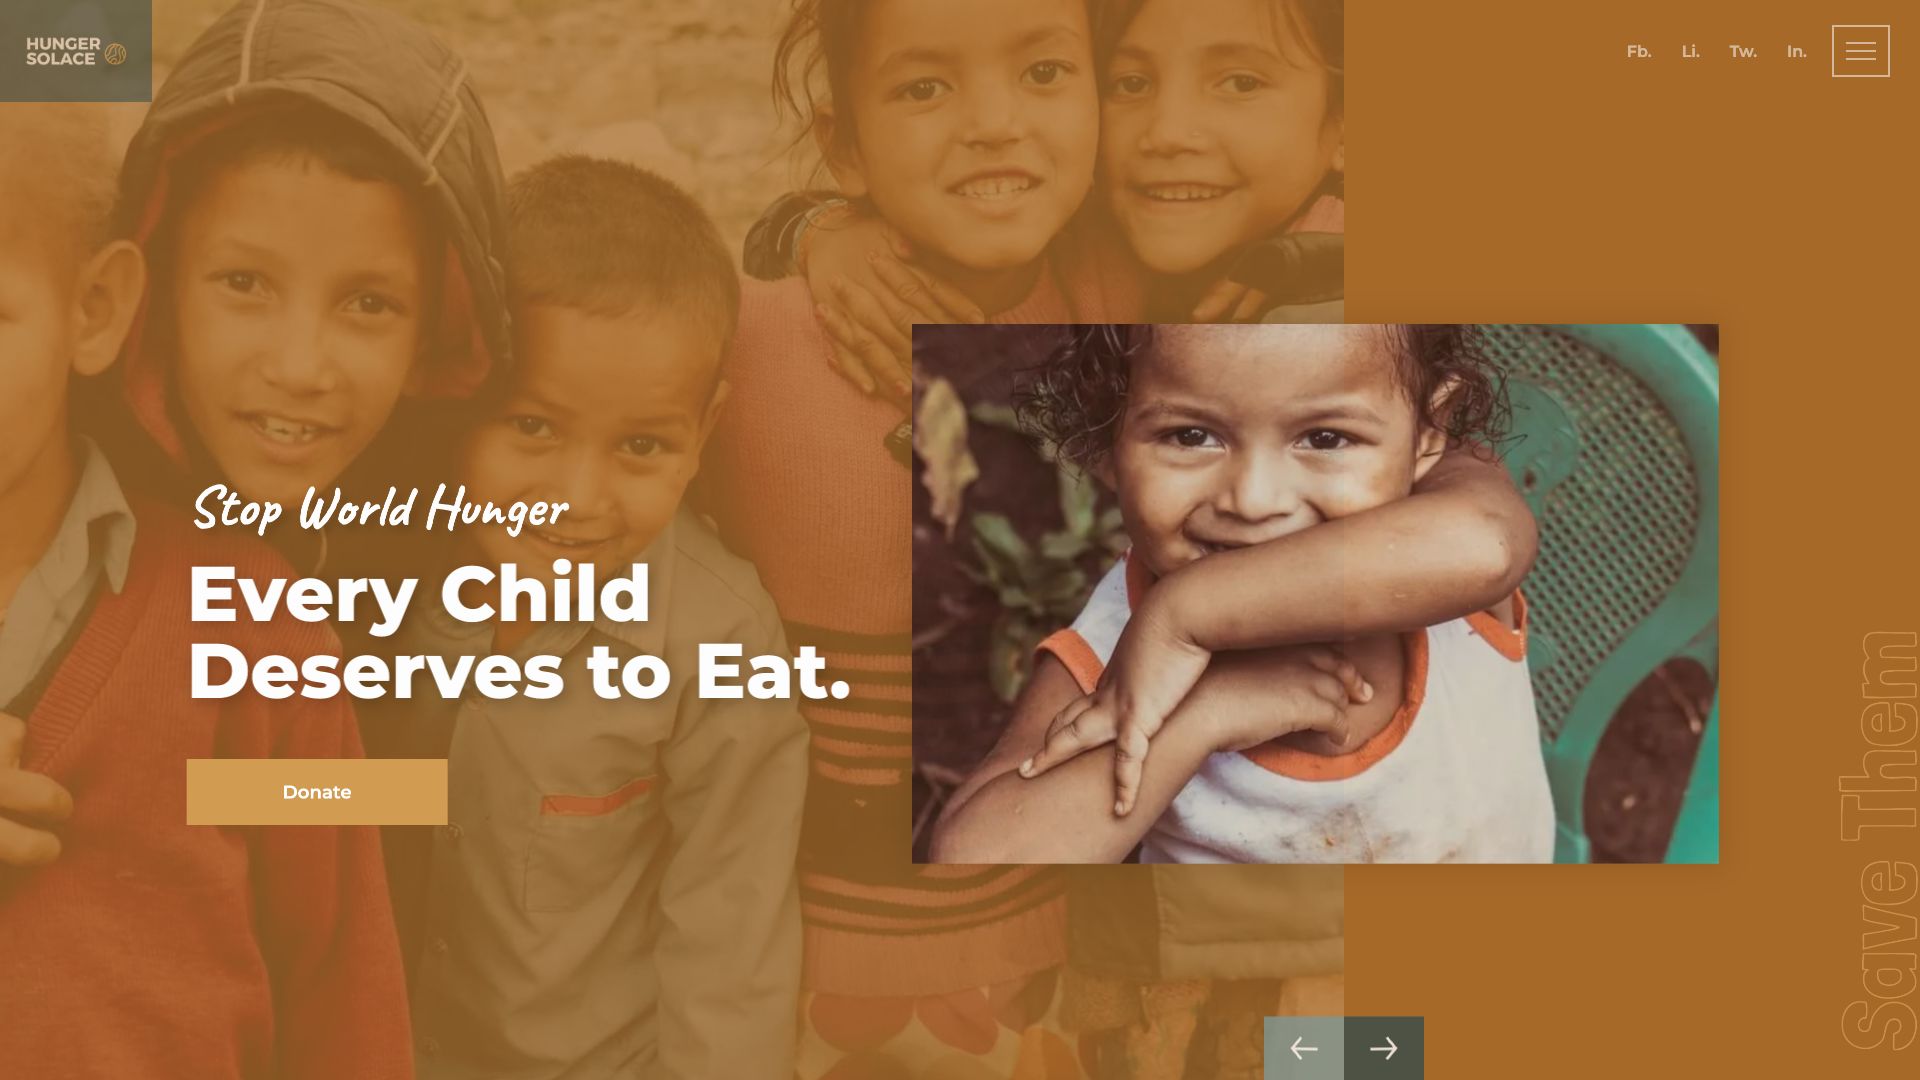 HUNGER
SOLACE
Fb. Li. Tw. In.
Stop World Hunger
Every Child
Deserves to Eat.
Donate
Save Them